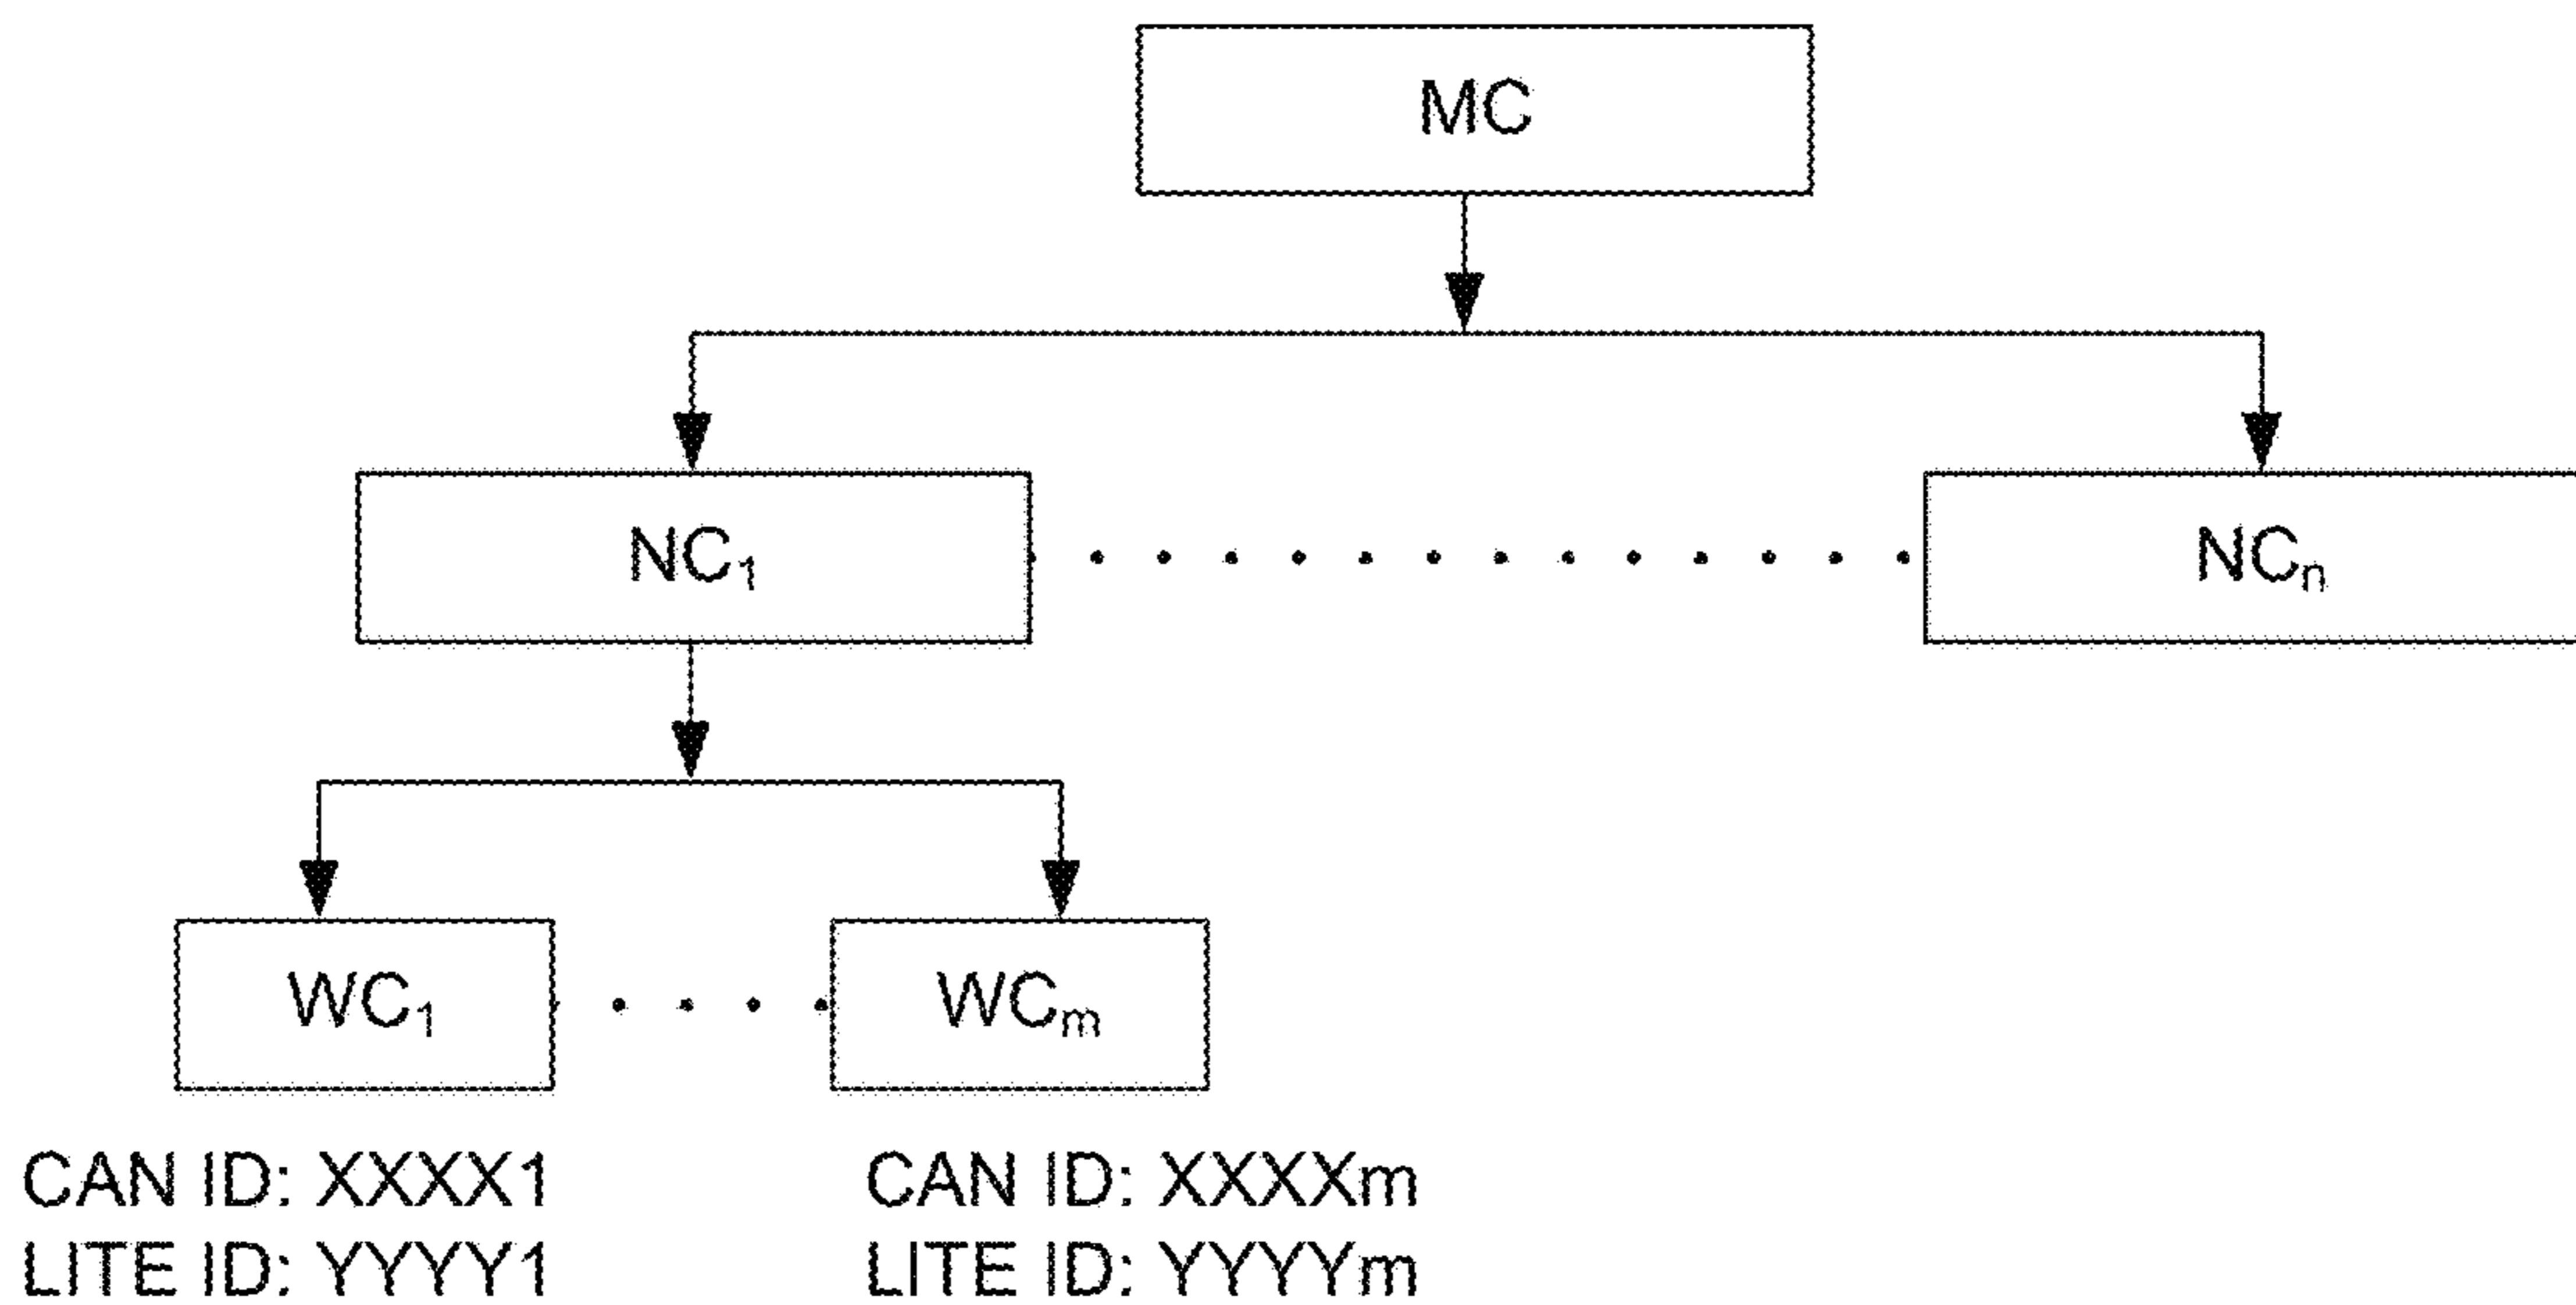 MC
NC₁ NCₙ
WC₁ WCₘ
CAN ID: XXXX1 CAN ID: XXXXm
LITE ID: YYYY1 LITE ID: YYYYm